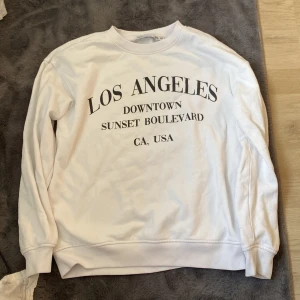 LOS ANGELES
DOWNTOWN
SUNSET BOULEVARD
CA. USA